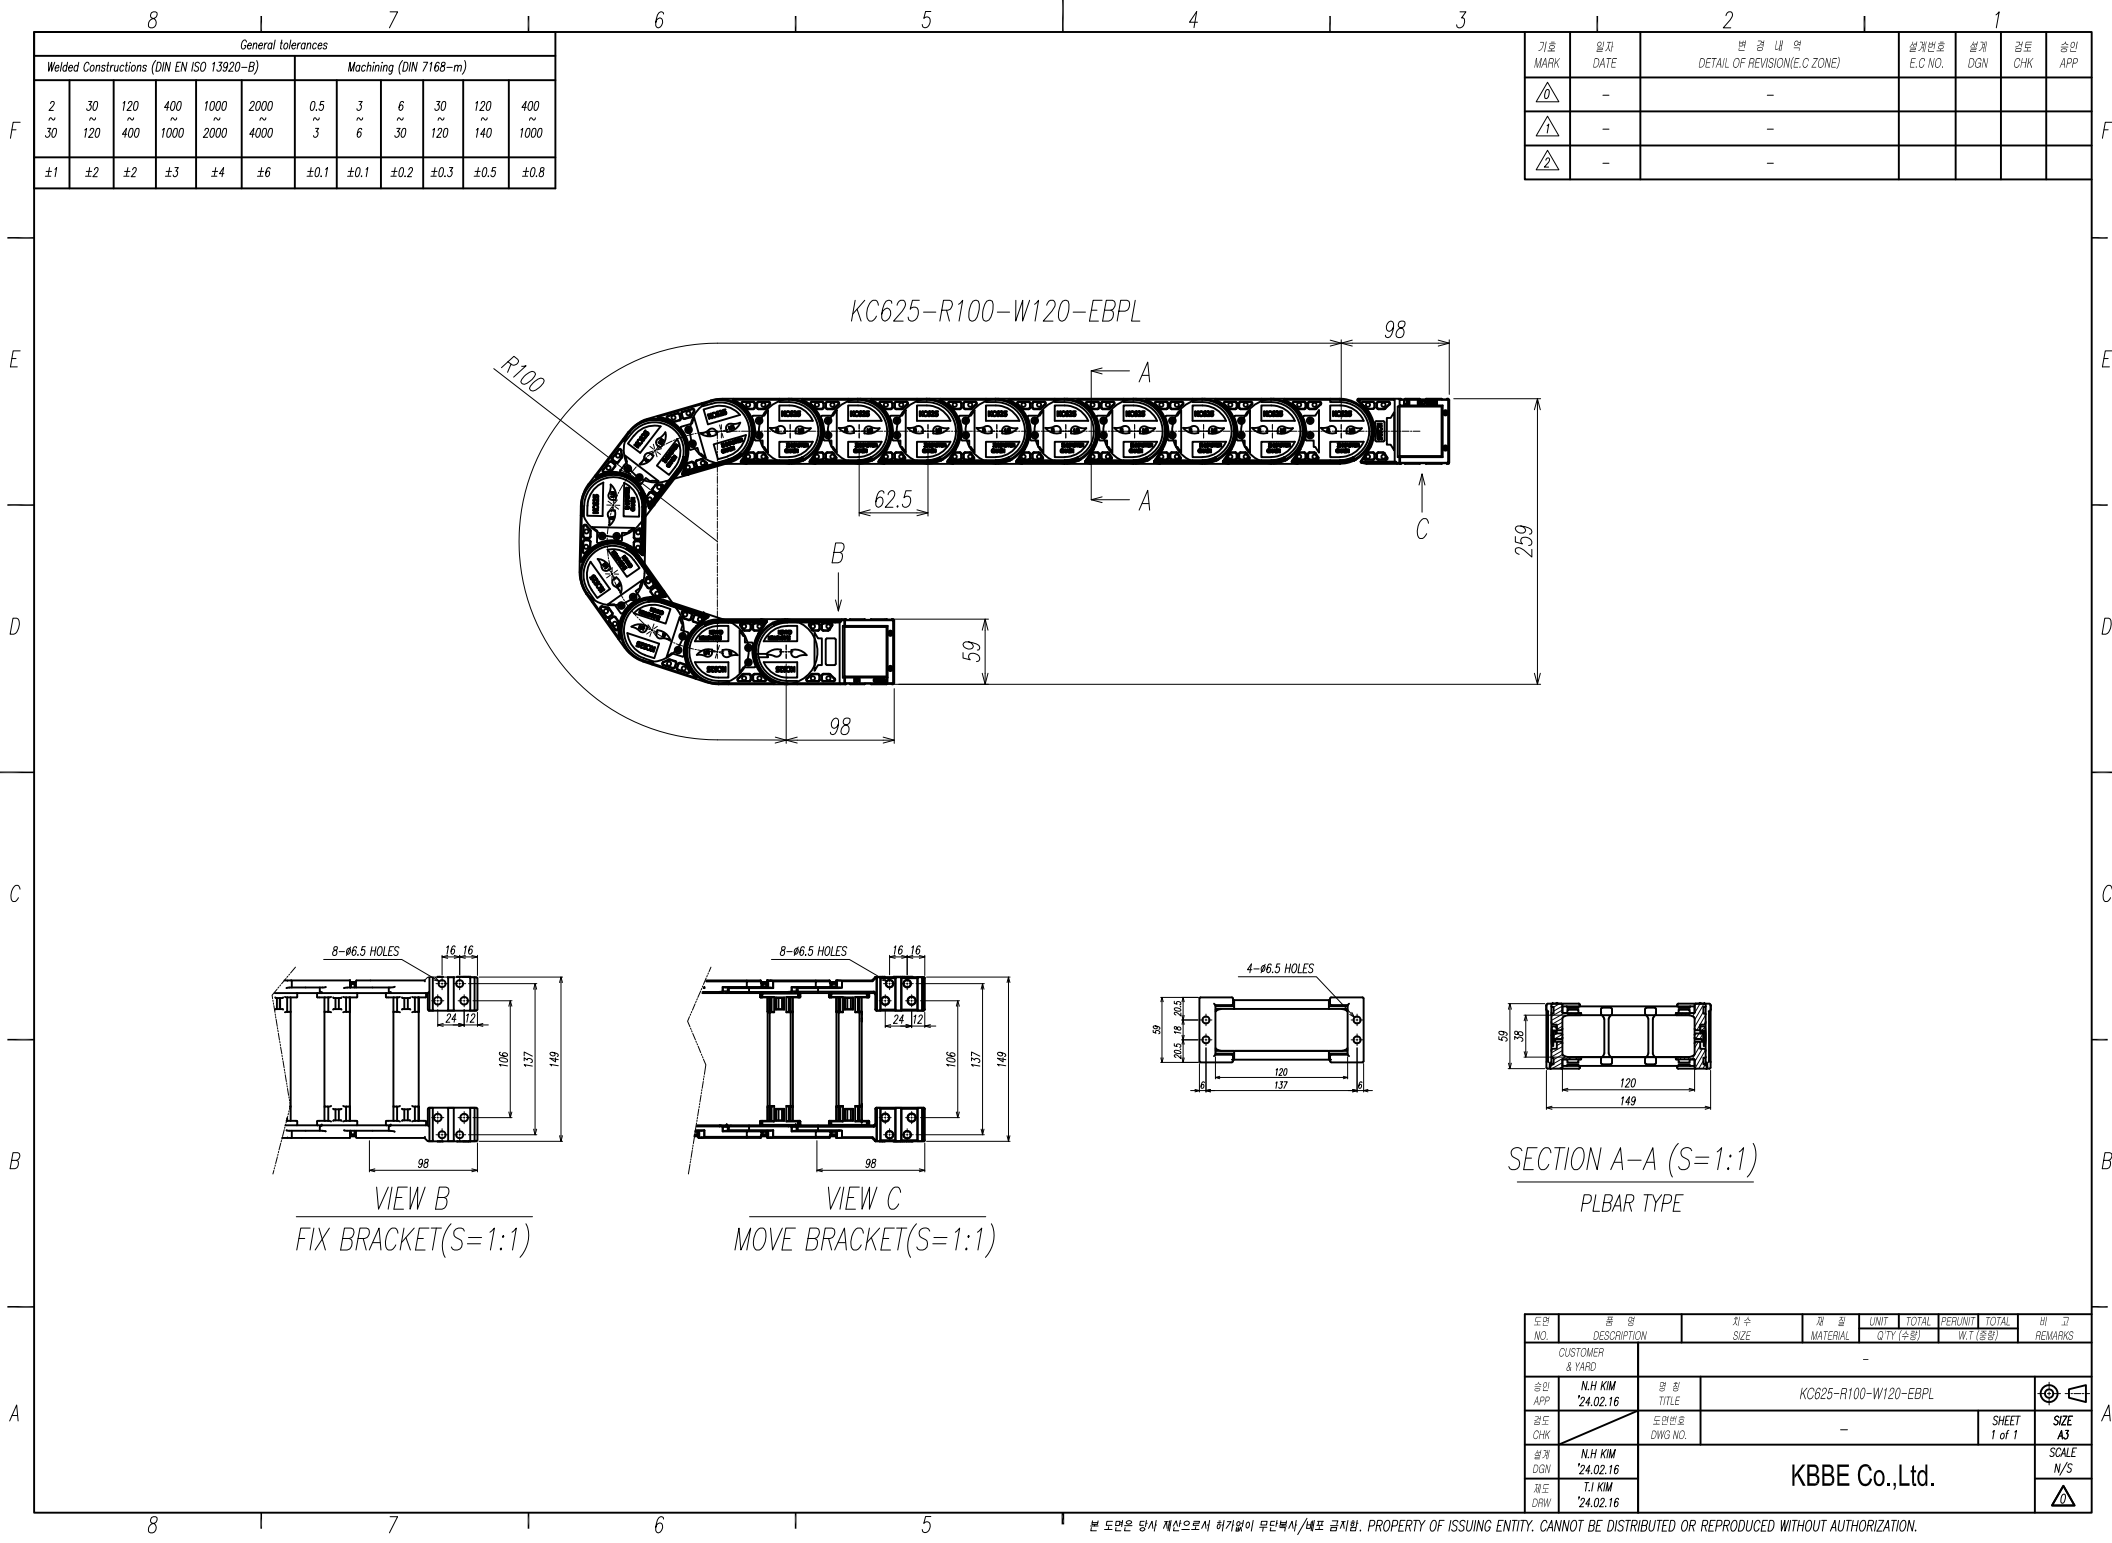 8 7 6 5 4 3 2 1
General tolerances
Welded Constructions (DIN EN ISO 13920-B) Machining (DIN 7168-m)
2 30 120 400 1000 2000 0.5 3 6 30 120 400
~ ~ ~ ~ ~ ~ ~ ~ ~ ~ ~ ~
30 120 400 1000 2000 4000 3 6 30 120 140 1000
±1 ±2 ±2 ±3 ±4 ±6 ±0.1 ±0.1 ±0.2 ±0.3 ±0.5 ±0.8
기호 일자 변 경 내 역 설계번호 설계 검토 승인
MARK DATE DETAIL OF REVISION(E.C ZONE) E.C NO. DGN CHK APP
0 - -
1 - -
2 - -
F F
E E
D D
C C
B B
A A
KC625-R100-W120-EBPL
98
R100
A
A
62.5
B
C
259
59
98
8-ø6.5 HOLES
16 16
24 12
106
137
149
98
VIEW B
FIX BRACKET(S=1:1)
8-ø6.5 HOLES
16 16
24 12
106
137
149
98
VIEW C
MOVE BRACKET(S=1:1)
4-ø6.5 HOLES
59
20.5
18
20.5
120
6 137 6
59
38
120
149
SECTION A-A (S=1:1)
PLBAR TYPE
도면 품 명 치 수 재 질 UNIT TOTAL PERUNIT TOTAL 비 고
NO. DESCRIPTION SIZE MATERIAL Q'TY (수량) W.T (중량) REMARKS
CUSTOMER
& YARD
-
승인 N.H KIM 명 칭
APP '24.02.16 TITLE
KC625-R100-W120-EBPL
검도 도면번호
CHK DWG NO.
-
SHEET SIZE
1 of 1 A3
설계 N.H KIM
DGN '24.02.16
SCALE
N/S
제도 T.I KIM
DRW '24.02.16
KBBE Co.,Ltd.
0
8 7 6 5
본 도면은 당사 재산으로서 허가없이 무단복사/배포 금지함. PROPERTY OF ISSUING ENTITY. CANNOT BE DISTRIBUTED OR REPRODUCED WITHOUT AUTHORIZATION.